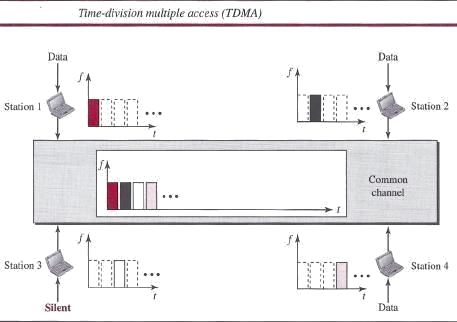 Time-division multiple access (TDMA)
Data
Data
f
f
Station 1
Station 2
t
t
f
Common
channel
t
f
f
Station 3
Station 4
t
t
Silent
Data